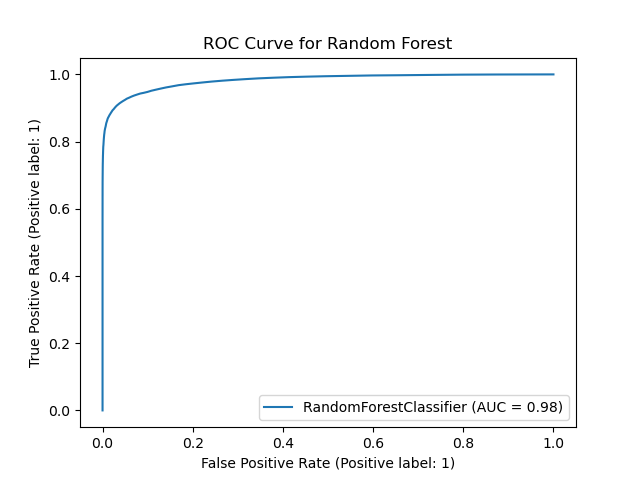 ROC Curve for Random Forest
True Positive Rate (Positive label: 1)
1.0
0.8
0.6
0.4
0.2
0.0
RandomForestClassifier (AUC = 0.98)
0.0 0.2 0.4 0.6 0.8 1.0
False Positive Rate (Positive label: 1)